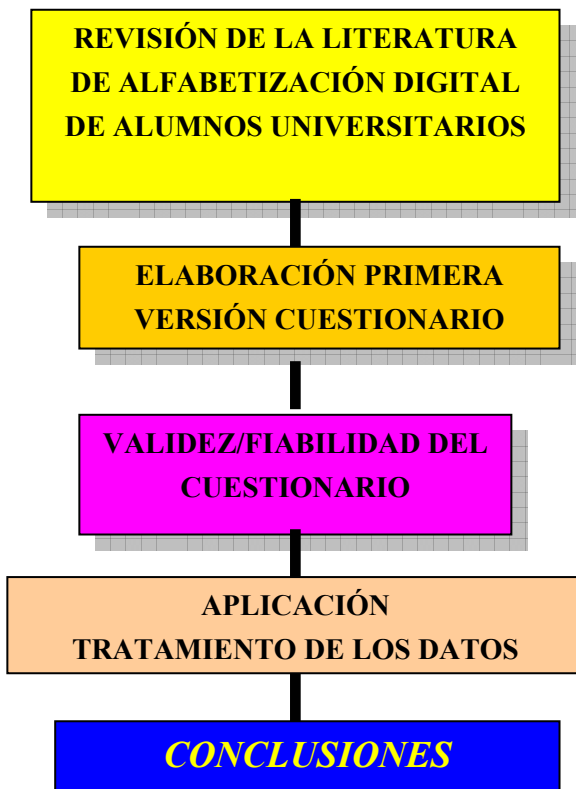 REVISIÓN DE LA LITERATURA
DE ALFABETIZACIÓN DIGITAL
DE ALUMNOS UNIVERSITARIOS
ELABORACIÓN PRIMERA
VERSIÓN CUESTIONARIO
VALIDEZ/FIABILIDAD DEL
CUESTIONARIO
APLICACIÓN
TRATAMIENTO DE LOS DATOS
CONCLUSIONES